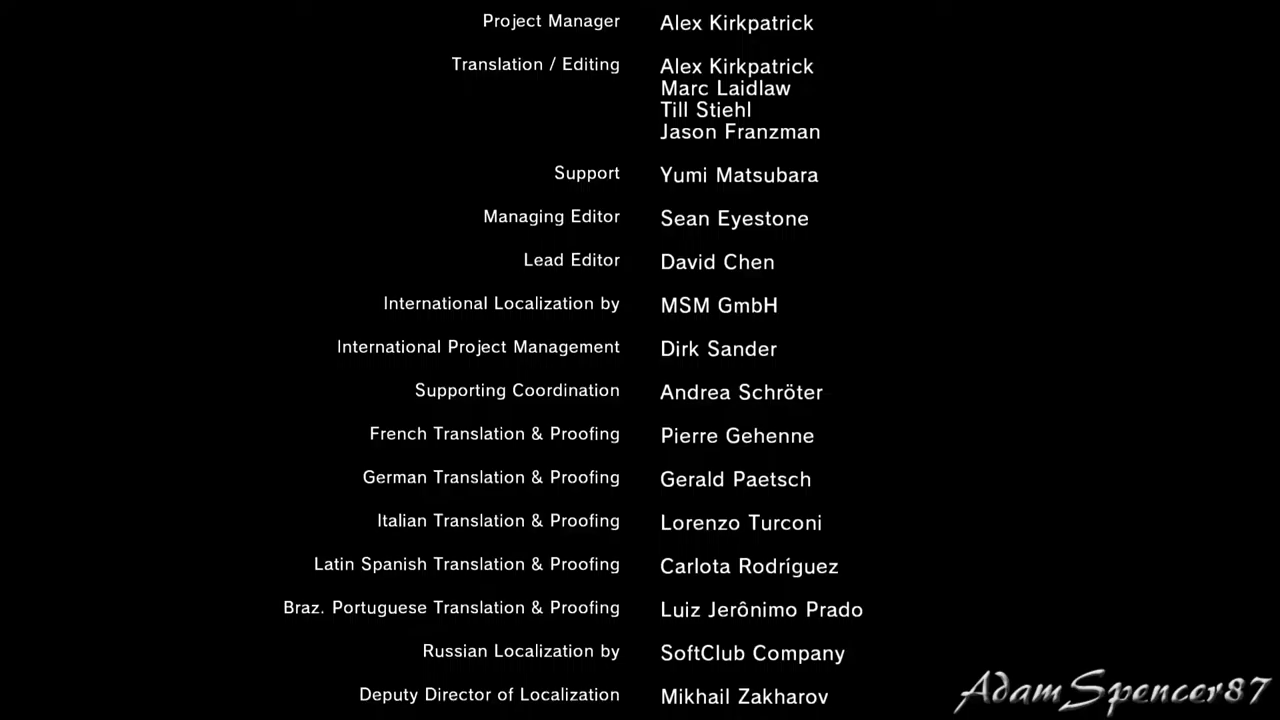 Project Manager Alex Kirkpatrick
Translation / Editing Alex Kirkpatrick
Marc Laidlaw
Till Stiehl
Jason Franzman
Support Yumi Matsubara
Managing Editor Sean Eyestone
Lead Editor David Chen
International Localization by MSM GmbH
International Project Management Dirk Sander
Supporting Coordination Andrea Schröter
French Translation & Proofing Pierre Gehenne
German Translation & Proofing Gerald Paetsch
Italian Translation & Proofing Lorenzo Turconi
Latin Spanish Translation & Proofing Carlota Rodríguez
Braz. Portuguese Translation & Proofing Luiz Jerônimo Prado
Russian Localization by SoftClub Company
Deputy Director of Localization Mikhail Zakharov
AdamSpencer87